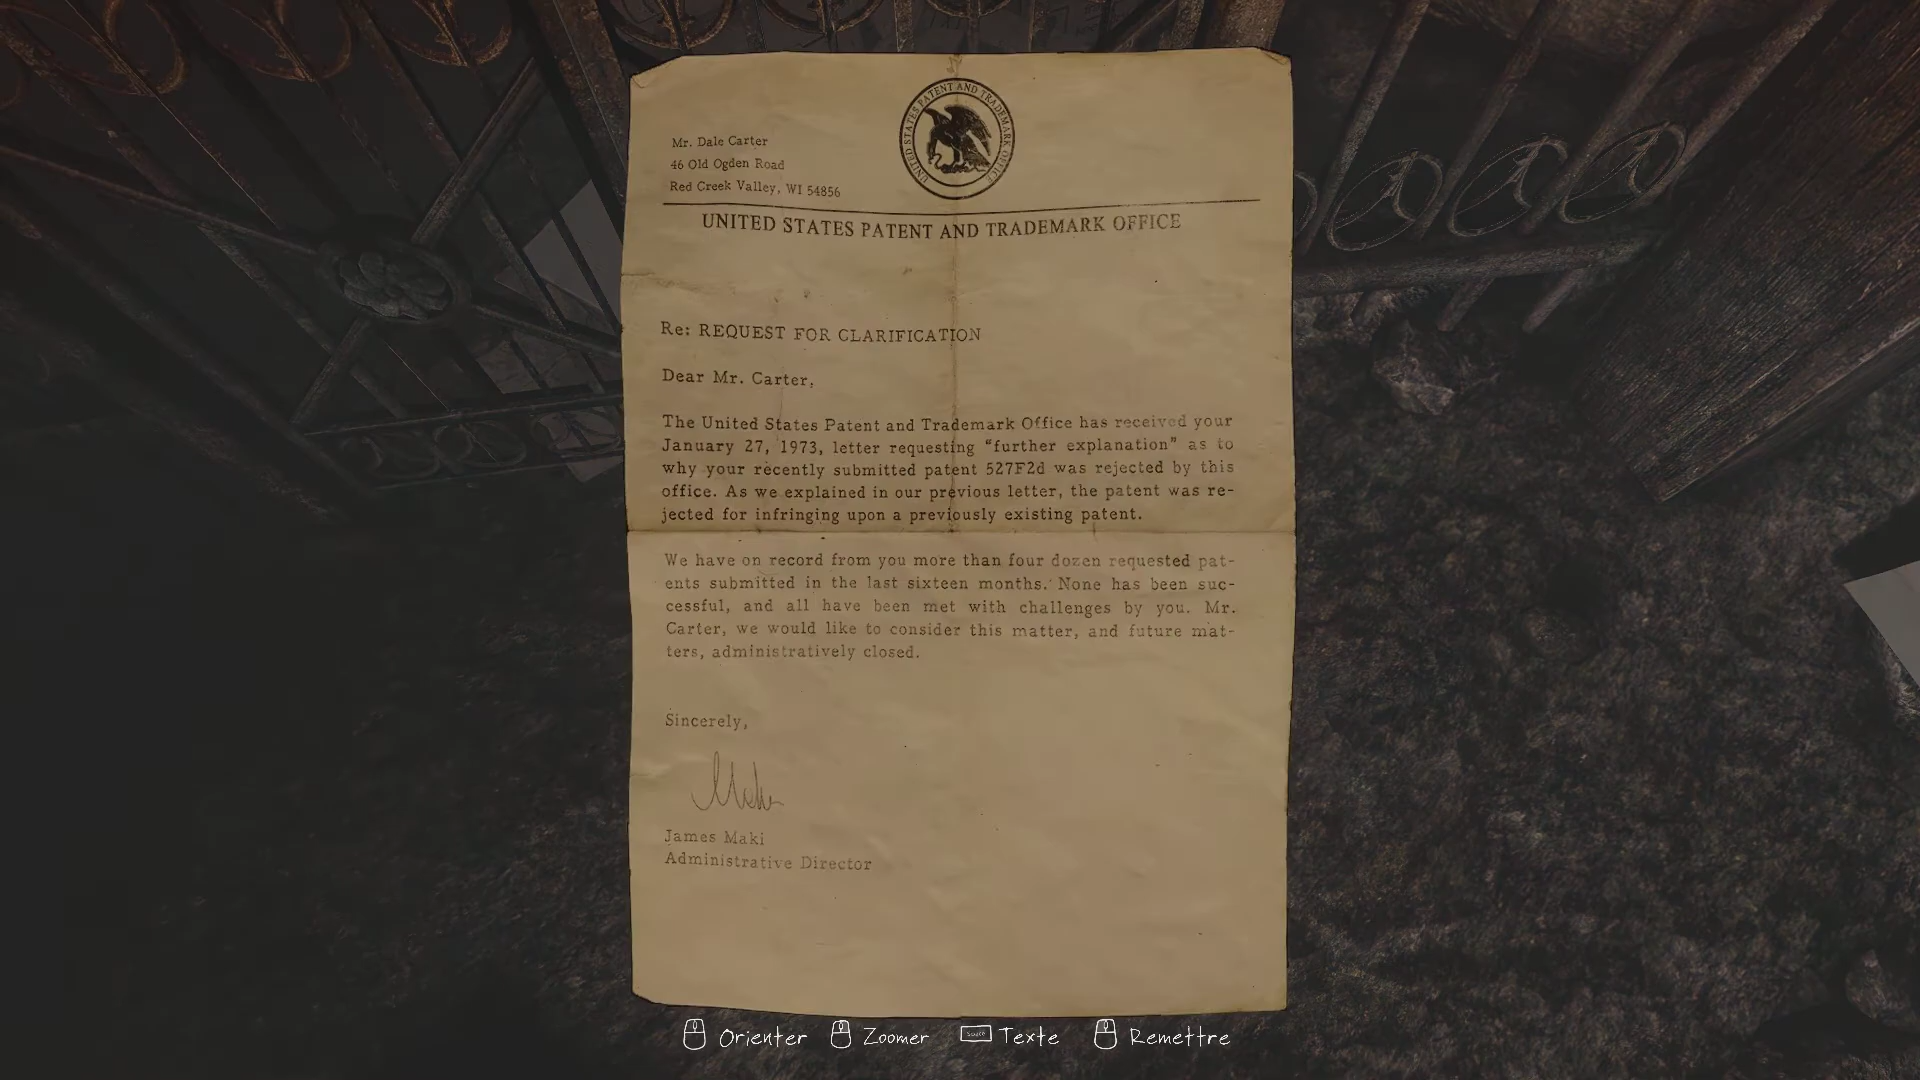 UNITED STATES PATENT AND TRADEMARK OFFICE
Mr. Dale Carter
46 Old Ogden Road
Red Creek Valley, WI 54856
UNITED STATES PATENT AND TRADEMARK OFFICE
Re: REQUEST FOR CLARIFICATION
Dear Mr. Carter,
The United States Patent and Trademark Office has received your
January 27, 1973, letter requesting “further explanation” as to
why your recently submitted patent 527F2d was rejected by this
office. As we explained in our previous letter, the patent was re-
jected for infringing upon a previously existing patent.
We have on record from you more than four dozen requested pat-
ents submitted in the last sixteen months. None has been suc-
cessful, and all have been met with challenges by you. Mr.
Carter, we would like to consider this matter, and future mat-
ters, administratively closed.
Sincerely,
James Maki
Administrative Director
Orienter Zoomer Texte Remettre